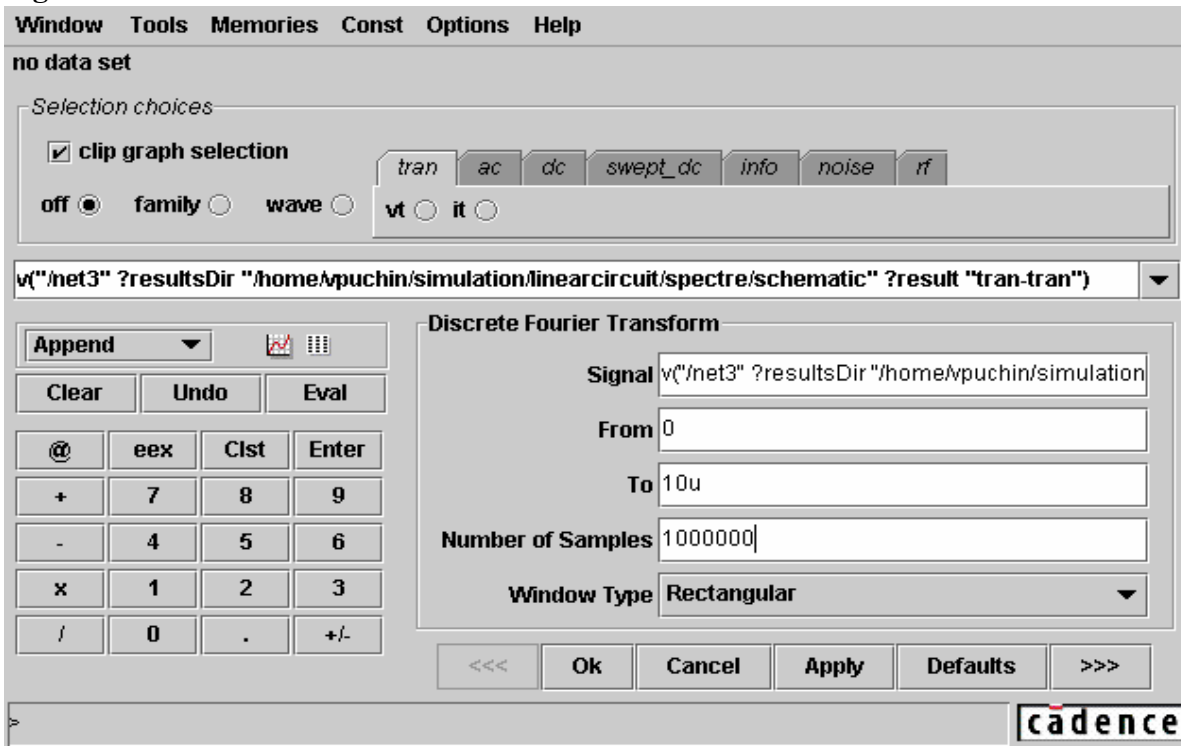 Window Tools Memories Const Options Help
no data set
Selection choices
clip graph selection
tran ac dc swept_dc info noise rf
off family wave vt it
v("/net3" ?resultsDir "/home/vpuchin/simulation/linearcircuit/spectre/schematic" ?result "tran-tran")
Append
Clear Undo Eval
@ eex Clst Enter
+ 7 8 9
- 4 5 6
x 1 2 3
/ 0 . +/-
Discrete Fourier Transform
Signal v("/net3" ?resultsDir "/home/vpuchin/simulation
From 0
To 10u
Number of Samples 1000000
Window Type Rectangular
<<< Ok Cancel Apply Defaults >>>
>
cādence